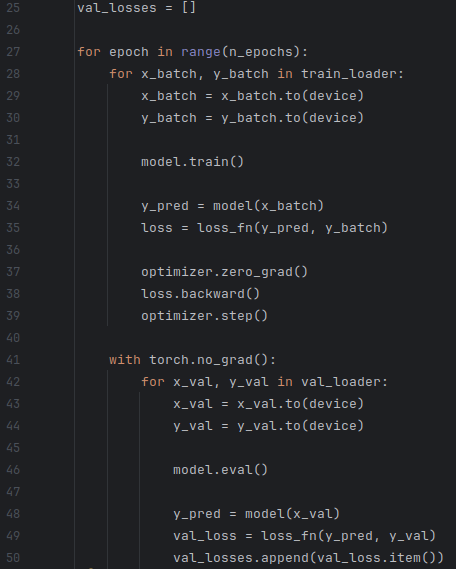 25 val_losses = []
26
27 for epoch in range(n_epochs):
28 for x_batch, y_batch in train_loader:
29 x_batch = x_batch.to(device)
30 y_batch = y_batch.to(device)
31
32 model.train()
33
34 y_pred = model(x_batch)
35 loss = loss_fn(y_pred, y_batch)
36
37 optimizer.zero_grad()
38 loss.backward()
39 optimizer.step()
40
41 with torch.no_grad():
42 for x_val, y_val in val_loader:
43 x_val = x_val.to(device)
44 y_val = y_val.to(device)
45
46 model.eval()
47
48 y_pred = model(x_val)
49 val_loss = loss_fn(y_pred, y_val)
50 val_losses.append(val_loss.item())